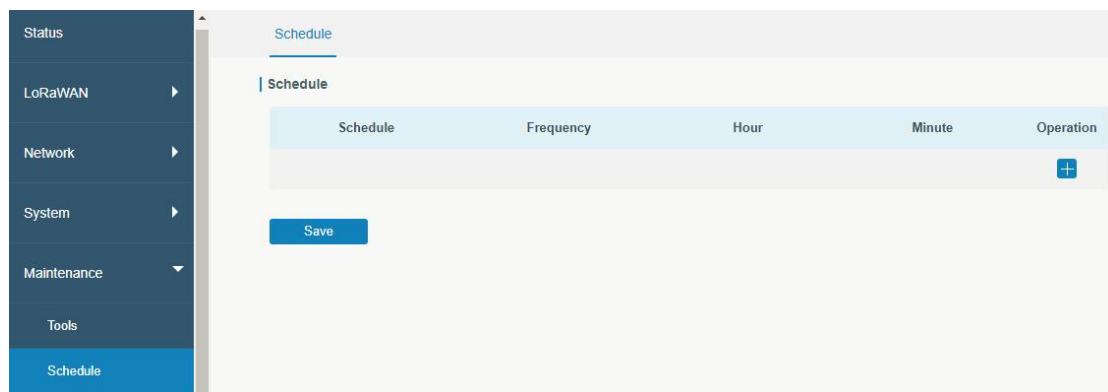 Status
LoRaWAN
Network
System
Maintenance
Tools
Schedule
Schedule
Schedule
Schedule Frequency Hour Minute Operation
Save